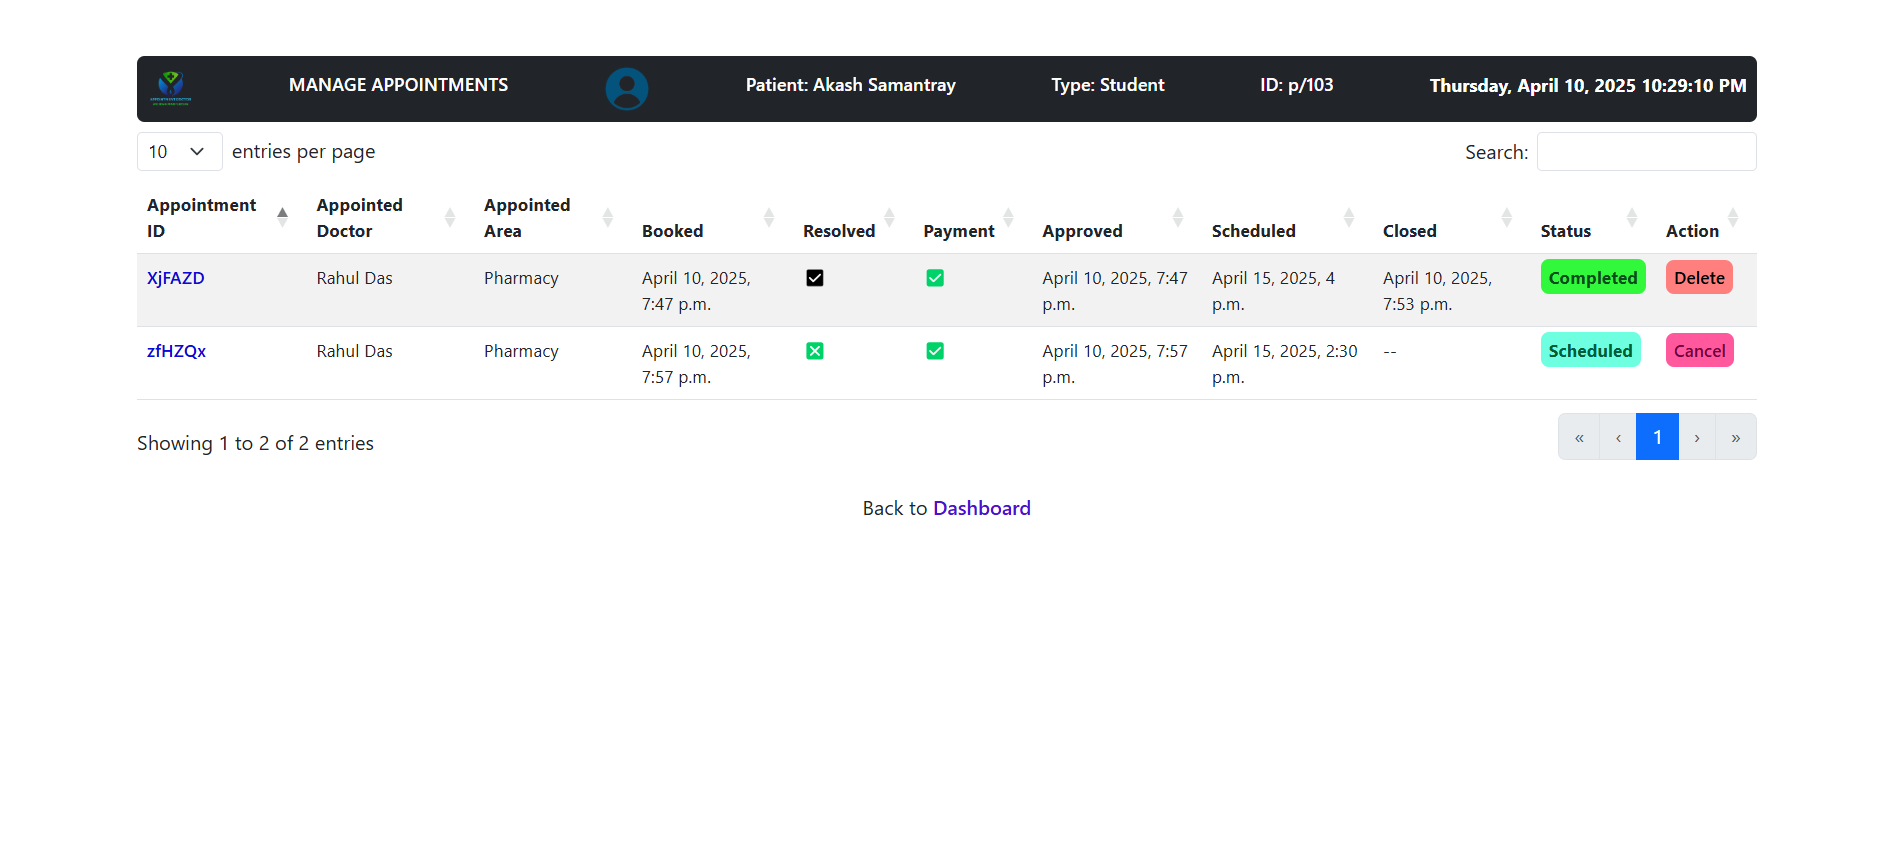 MANAGE APPOINTMENTS Patient: Akash Samantray Type: Student ID: p/103 Thursday, April 10, 2025 10:29:10 PM
10 entries per page Search:
Appointment ID Appointed Doctor Appointed Area Booked Resolved Payment Approved Scheduled Closed Status Action
XjFAZD Rahul Das Pharmacy April 10, 2025, 7:47 p.m. April 10, 2025, 7:47 p.m. April 15, 2025, 4 p.m. April 10, 2025, 7:53 p.m. Completed Delete
zfHZQx Rahul Das Pharmacy April 10, 2025, 7:57 p.m. April 10, 2025, 7:57 p.m. April 15, 2025, 2:30 p.m. -- Scheduled Cancel
Showing 1 to 2 of 2 entries « ‹ 1 › »
Back to Dashboard